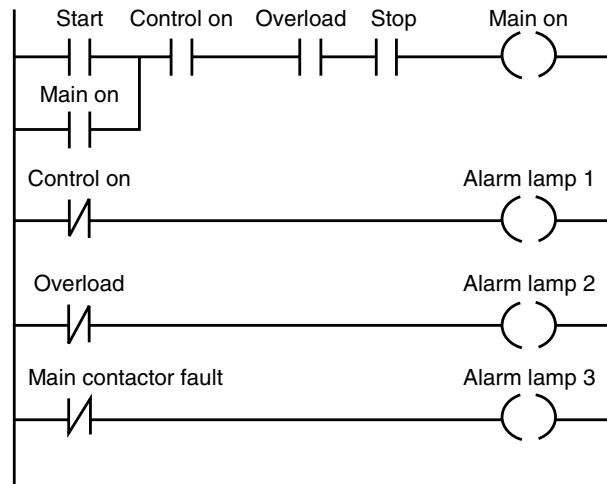 Start Control on Overload Stop Main on
Main on
Control on Alarm lamp 1
Overload Alarm lamp 2
Main contactor fault Alarm lamp 3